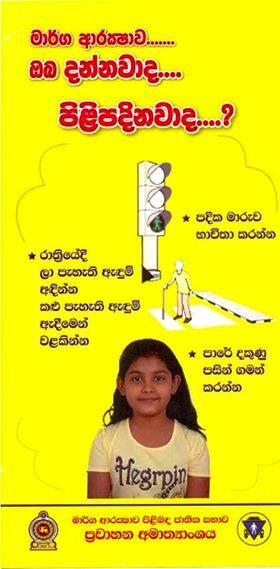 මාර්ග ආරක්ෂාව.......
ඔබ දන්නවාද....
පිළිපදිනවාද....?
★ පදික මාරුව
භාවිතා කරන්න
★ රාත්‍රියේදී
ලා පැහැති ඇඳුම්
අඳින්න
කළු පැහැති ඇඳුම්
ඇඳීමෙන්
වළකින්න
★ පාරේ දකුණු
පසින් ගමන්
කරන්න
Hegrpin
මාර්ග ආරක්ෂාව පිළිබඳ ජාතික සභාව
ප්‍රවාහන අමාත්‍යාංශය